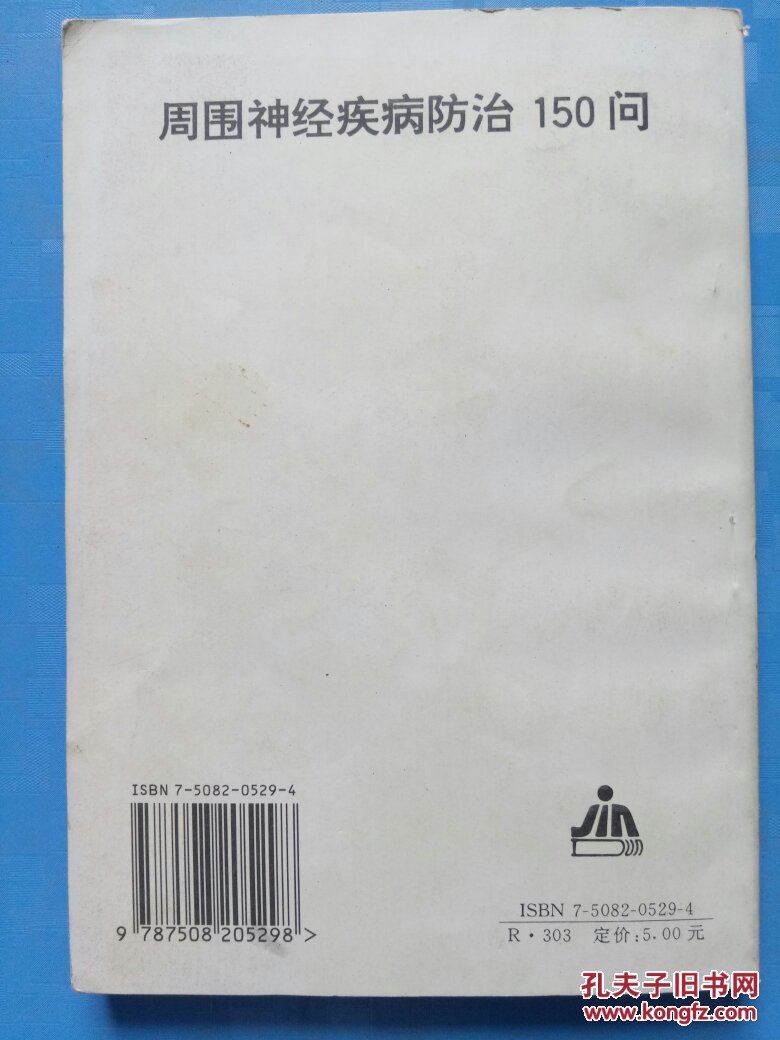 周围神经疾病防治 150 问
ISBN 7-5082-0529-4
9 787508 205298 >
Jin
Dun
ISBN 7-5082-0529-4
R·303 定价:5.00 元
孔夫子旧书网
www.kongfz.com